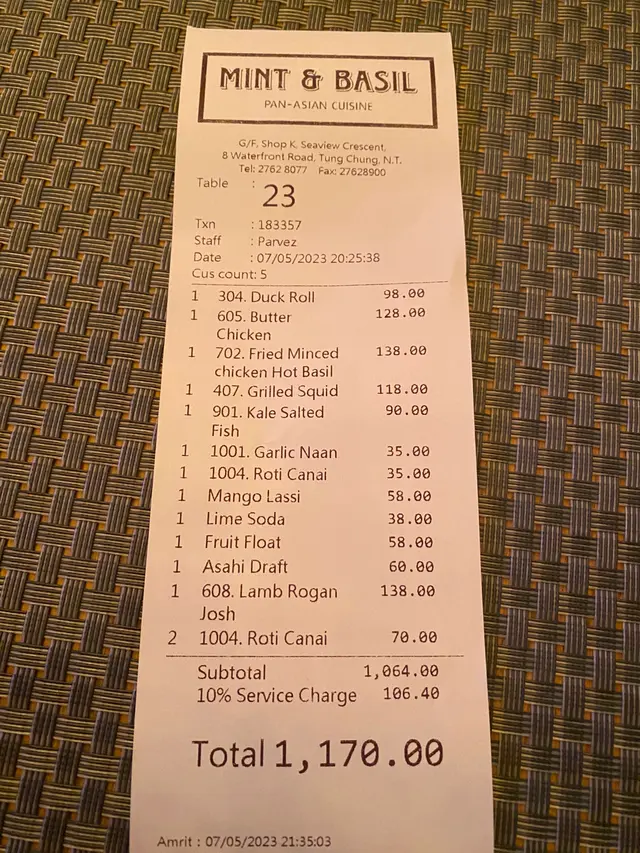 MINT & BASIL
PAN-ASIAN CUISINE
G/F, Shop K, Seaview Crescent,
8 Waterfront Road, Tung Chung, N.T.
Tel: 2762 8077 Fax: 27628900
Table : 23
Txn : 183357
Staff : Parvez
Date : 07/05/2023 20:25:38
Cus count: 5
1 304. Duck Roll 98.00
1 605. Butter 128.00
Chicken
1 702. Fried Minced 138.00
chicken Hot Basil
1 407. Grilled Squid 118.00
1 901. Kale Salted 90.00
Fish
1 1001. Garlic Naan 35.00
1 1004. Roti Canai 35.00
1 Mango Lassi 58.00
1 Lime Soda 38.00
1 Fruit Float 58.00
1 Asahi Draft 60.00
1 608. Lamb Rogan 138.00
Josh
2 1004. Roti Canai 70.00
Subtotal 1,064.00
10% Service Charge 106.40
Total 1,170.00
Amrit : 07/05/2023 21:35:03